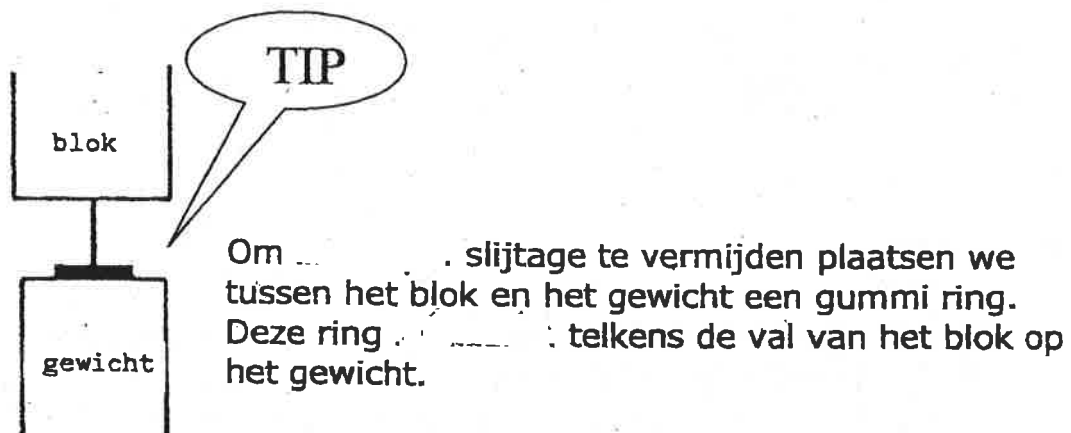 TIP
blok
Om slijtage te vermijden plaatsen we
tussen het blok en het gewicht een gummi ring.
Deze ring telkens de val van het blok op
gewicht
het gewicht.